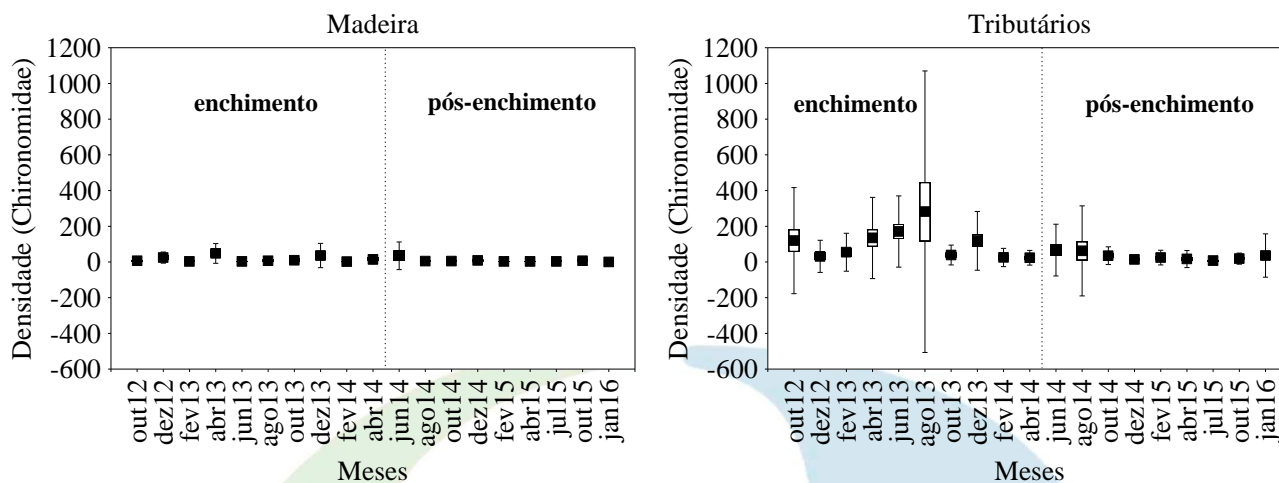 Madeira
Densidade (Chironomidae)
1200
1000
800
600
400
200
0
-200
-400
-600
enchimento
pós-enchimento
out12
dez12
fev13
abr13
jun13
ago13
out13
dez13
fev14
abr14
jun14
ago14
out14
dez14
fev15
abr15
jul15
out15
jan16
Meses
Tributários
Densidade (Chironomidae)
1200
1000
800
600
400
200
0
-200
-400
-600
enchimento
pós-enchimento
out12
dez12
fev13
abr13
jun13
ago13
out13
dez13
fev14
abr14
jun14
ago14
out14
dez14
fev15
abr15
jul15
out15
jan16
Meses